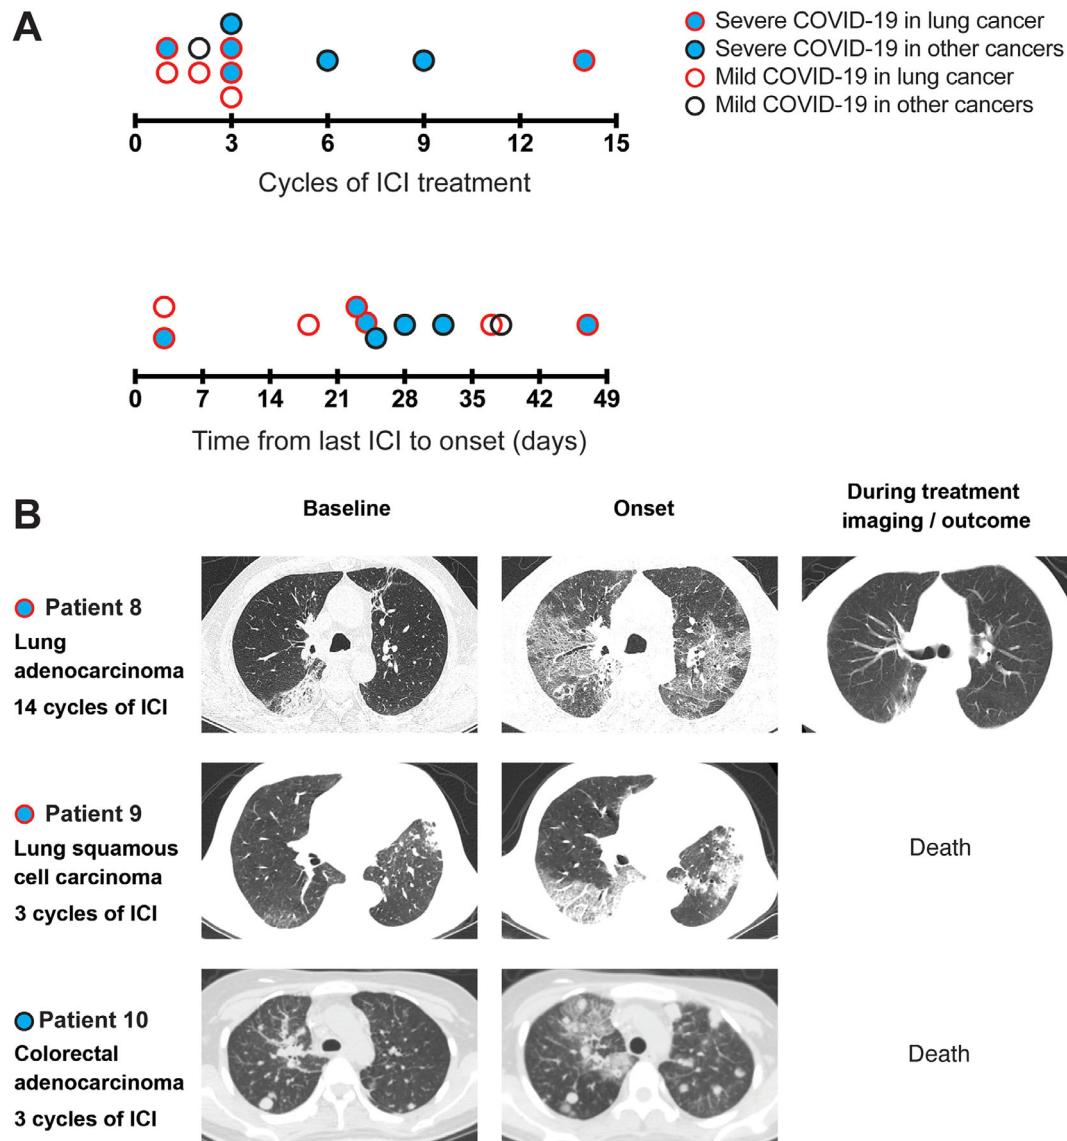 A
Severe COVID-19 in lung cancer
Severe COVID-19 in other cancers
Mild COVID-19 in lung cancer
Mild COVID-19 in other cancers
0 3 6 9 12 15
Cycles of ICI treatment
0 7 14 21 28 35 42 49
Time from last ICI to onset (days)
B
Baseline
Onset
During treatment
imaging / outcome
Patient 8
Lung
adenocarcinoma
14 cycles of ICI
Patient 9
Lung squamous
cell carcinoma
3 cycles of ICI
Death
Patient 10
Colorectal
adenocarcinoma
3 cycles of ICI
Death